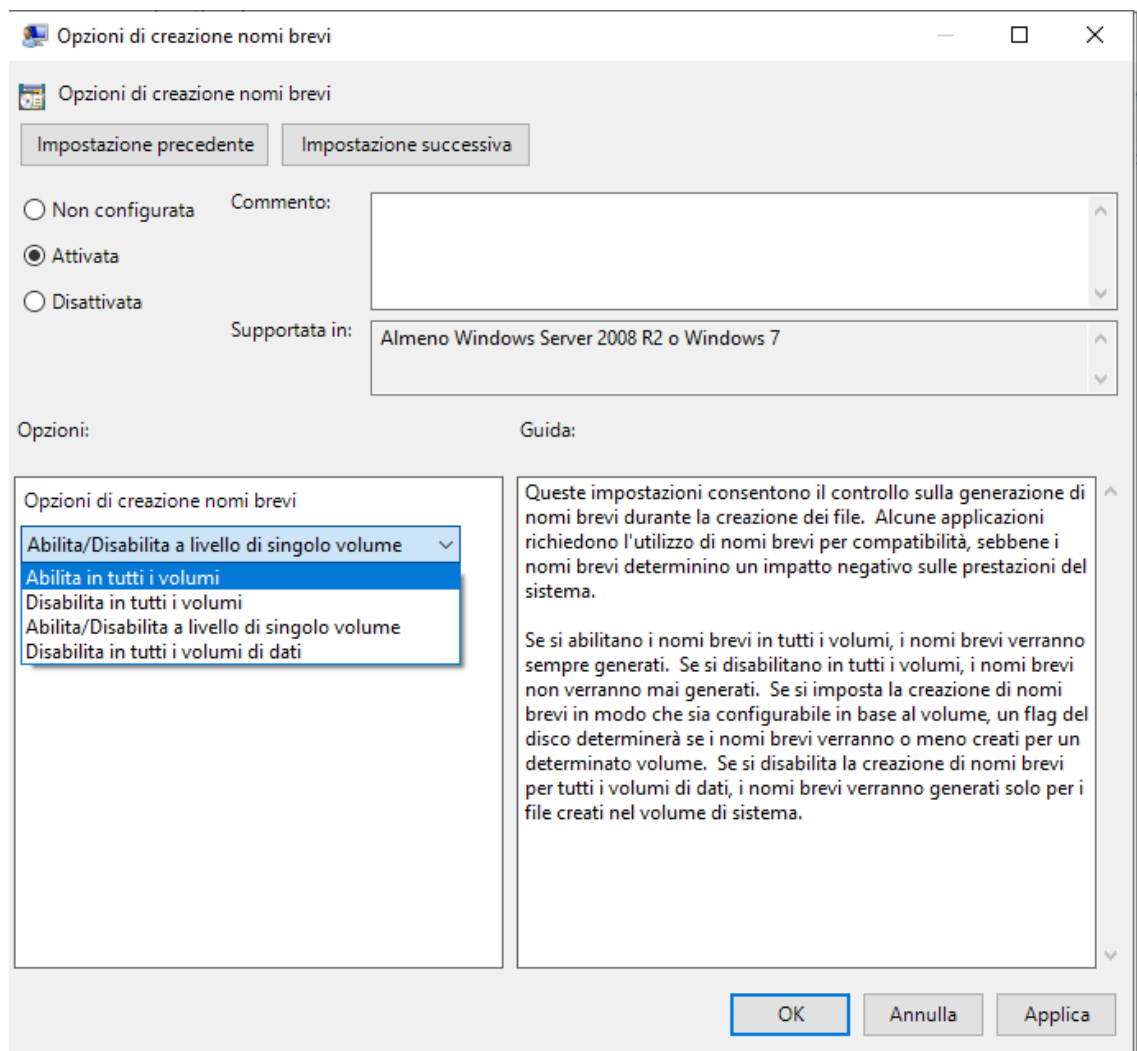 Opzioni di creazione nomi brevi
Opzioni di creazione nomi brevi
Impostazione precedente
Impostazione successiva
Non configurata
Attivata
Disattivata
Commento:
Supportata in:
Almeno Windows Server 2008 R2 o Windows 7
Opzioni:
Opzioni di creazione nomi brevi
Abilita/Disabilita a livello di singolo volume
Abilita in tutti i volumi
Disabilita in tutti i volumi
Abilita/Disabilita a livello di singolo volume
Disabilita in tutti i volumi di dati
Guida:
Queste impostazioni consentono il controllo sulla generazione di
nomi brevi durante la creazione dei file.  Alcune applicazioni
richiedono l'utilizzo di nomi brevi per compatibilità, sebbene i
nomi brevi determinino un impatto negativo sulle prestazioni del
sistema.
Se si abilitano i nomi brevi in tutti i volumi, i nomi brevi verranno
sempre generati.  Se si disabilitano in tutti i volumi, i nomi brevi
non verranno mai generati.  Se si imposta la creazione di nomi
brevi in modo che sia configurabile in base al volume, un flag del
disco determinerà se i nomi brevi verranno o meno creati per un
determinato volume.  Se si disabilita la creazione di nomi brevi
per tutti i volumi di dati, i nomi brevi verranno generati solo per i
file creati nel volume di sistema.
OK
Annulla
Applica